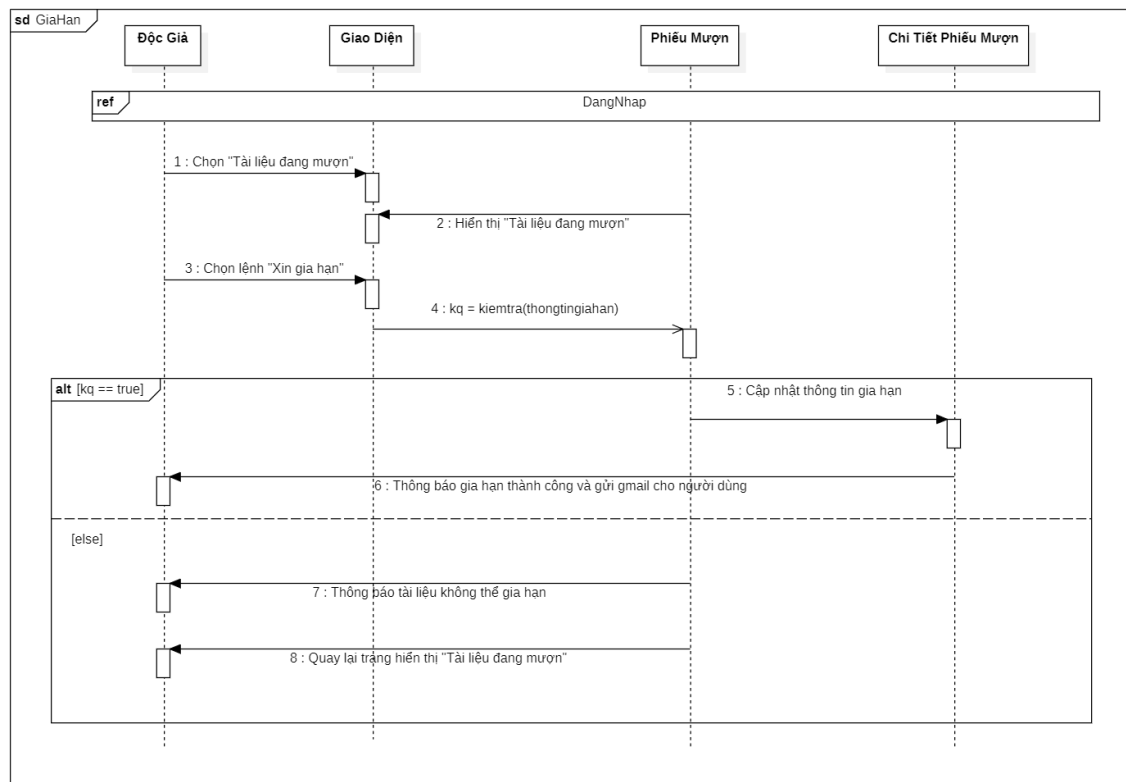 sd GiaHan
Độc Giả
Giao Diện
Phiếu Mượn
Chi Tiết Phiếu Mượn
ref
DangNhap
1 : Chọn "Tài liệu đang mượn"
2 : Hiển thị "Tài liệu đang mượn"
3 : Chọn lệnh "Xin gia hạn"
4 : kq = kiemtra(thongtingiahan)
alt [kq == true]
5 : Cập nhật thông tin gia hạn
6 : Thông báo gia hạn thành công và gửi gmail cho người dùng
[else]
7 : Thông báo tài liệu không thể gia hạn
8 : Quay lại trang hiển thị "Tài liệu đang mượn"